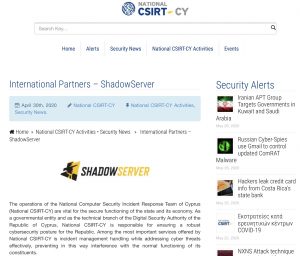 NATIONAL
CSIRT-CY
Search Key...
Home
Alerts
Security News
National CSIRT-CY Activities
Events
International Partners – ShadowServer
April 30th, 2020
National CSIRT-CY
National CSIRT-CY Activities,
Security News
Home » National CSIRT-CY Activities • Security News » International Partners –
ShadowServer
SHADOWSERVER
The operations of the National Computer Security Incident Response Team of Cyprus
(National CSIRT-CY) are vital for the secure functioning of the state and its economy. As
a governmental entity and as the technical branch of the Digital Security Authority of the
Republic of Cyprus, National CSIRT-CY is responsible for ensuring a robust
cybersecurity posture for the Republic. Among the most important services offered by
National CSIRT-CY is incident management handling while addressing cyber threats
effectively, preventing in this way interference with the normal functioning of its
constituents.
Security Alerts
Iranian APT Group
Targets Governments in
Kuwait and Saudi
Arabia
May 26, 2020
Russian Cyber-Spies
use Gmail to control
updated ComRAT
Malware
May 26, 2020
Hackers leak credit card
info from Costa Rica's
state bank
Εκστρατείες κατά
κέντρων έρευνας
COVID-19
NXNS Attack technique